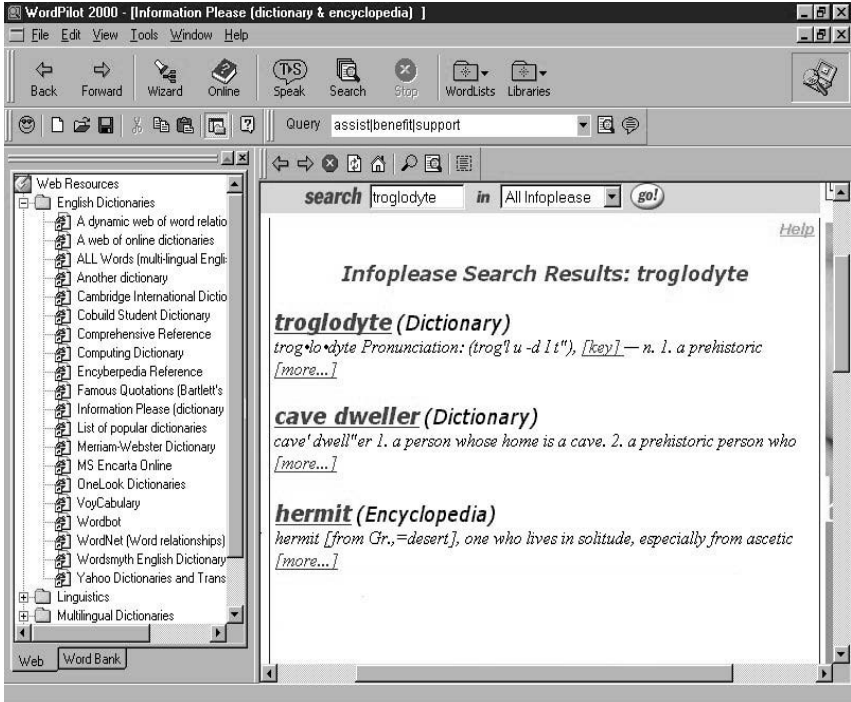 WordPilot 2000 - [Information Please (dictionary & encyclopedia) ]
File Edit View Tools Window Help
Back Forward Wizard Online Speak Search Stop WordLists Libraries
Query assist|benefit|support
Web Resources
English Dictionaries
A dynamic web of word relatio
A web of online dictionaries
ALL Words (multi-lingual Engli
Another dictionary
Cambridge International Dictio
Cobuild Student Dictionary
Comprehensive Reference
Computing Dictionary
Encyberpedia Reference
Famous Quotations (Bartlett's
Information Please (dictionary
List of popular dictionaries
Merriam-Webster Dictionary
MS Encarta Online
OneLook Dictionaries
VoyCabulary
Wordbot
WordNet (Word relationships)
Wordsmyth English Dictionary
Yahoo Dictionaries and Trans
Linguistics
Multilingual Dictionaries
Web Word Bank
search troglodyte in All Infoplease go!
Help
Infoplease Search Results: troglodyte
troglodyte (Dictionary)
trog•lo•dyte Pronunciation: (trog'l u -d I t"), [key] — n. 1. a prehistoric
[more...]
cave dweller (Dictionary)
cave' dwell"er 1. a person whose home is a cave. 2. a prehistoric person who
[more...]
hermit (Encyclopedia)
hermit [from Gr.,=desert], one who lives in solitude, especially from ascetic
[more...]